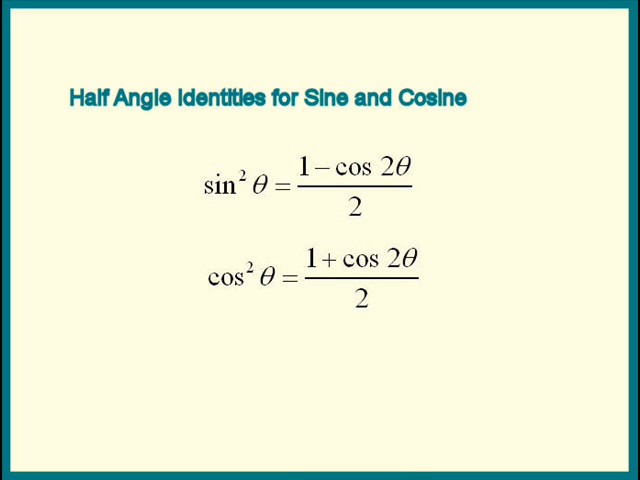 Half Angle Identities for Sine and Cosine
sin² θ = (1 − cos 2θ) / 2
cos² θ = (1 + cos 2θ) / 2